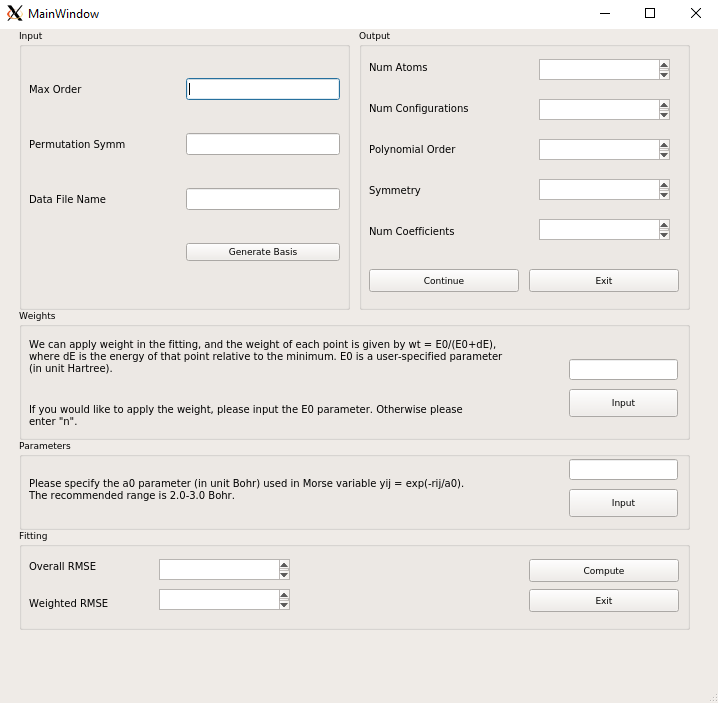 MainWindow
Input
Max Order
Permutation Symm
Data File Name
Generate Basis
Output
Num Atoms
Num Configurations
Polynomial Order
Symmetry
Num Coefficients
Continue
Exit
Weights
We can apply weight in the fitting, and the weight of each point is given by wt = E0/(E0+dE),
where dE is the energy of that point relative to the minimum. E0 is a user-specified parameter
(in unit Hartree).
If you would like to apply the weight, please input the E0 parameter. Otherwise please
enter "n".
Input
Parameters
Please specify the a0 parameter (in unit Bohr) used in Morse variable yij = exp(-rij/a0).
The recommended range is 2.0-3.0 Bohr.
Input
Fitting
Overall RMSE
Weighted RMSE
Compute
Exit